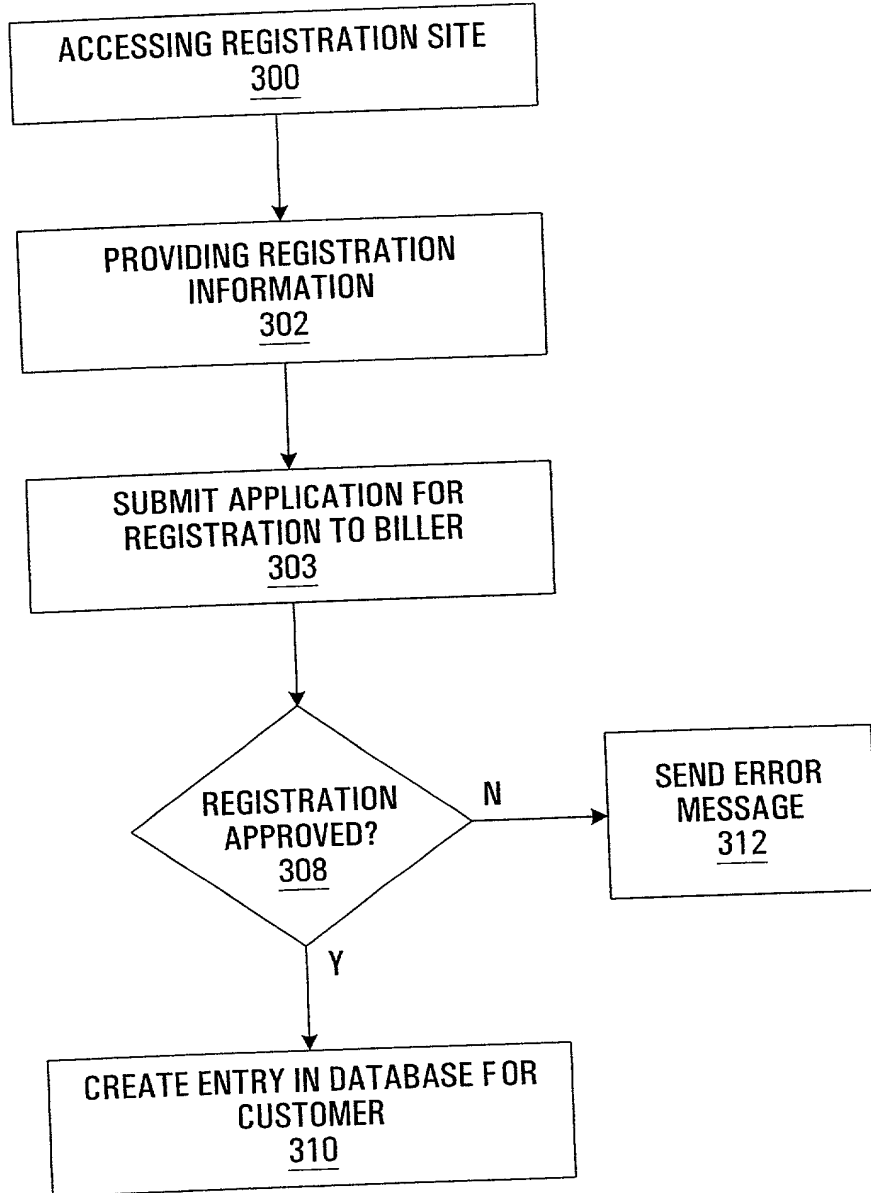 ACCESSING REGISTRATION SITE
300
PROVIDING REGISTRATION
INFORMATION
302
SUBMIT APPLICATION FOR
REGISTRATION TO BILLER
303
REGISTRATION
APPROVED?
308
N
SEND ERROR
MESSAGE
312
Y
CREATE ENTRY IN DATABASE FOR
CUSTOMER
310